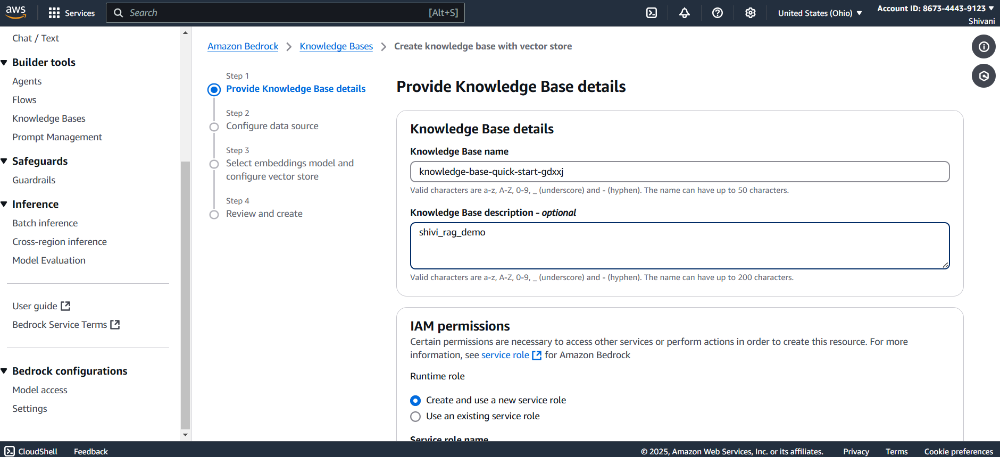 aws
Services
Search
[Alt+S]
United States (Ohio)
Account ID: 8673-4443-9123
Shivani
Chat / Text
Builder tools
Agents
Flows
Knowledge Bases
Prompt Management
Safeguards
Guardrails
Inference
Batch inference
Cross-region inference
Model Evaluation
User guide
Bedrock Service Terms
Bedrock configurations
Model access
Settings
Amazon Bedrock
Knowledge Bases
Create knowledge base with vector store
Step 1
Provide Knowledge Base details
Step 2
Configure data source
Step 3
Select embeddings model and
configure vector store
Step 4
Review and create
Provide Knowledge Base details
Knowledge Base details
Knowledge Base name
knowledge-base-quick-start-gdxxj
Valid characters are a-z, A-Z, 0-9, _ (underscore) and - (hyphen). The name can have up to 50 characters.
Knowledge Base description - optional
shivi_rag_demo
Valid characters are a-z, A-Z, 0-9, _ (underscore) and - (hyphen). The name can have up to 200 characters.
IAM permissions
Certain permissions are necessary to access other services or perform actions in order to create this resource. For more
information, see service role for Amazon Bedrock
Runtime role
Create and use a new service role
Use an existing service role
Service role name
CloudShell
Feedback
© 2025, Amazon Web Services, Inc. or its affiliates.
Privacy
Terms
Cookie preferences